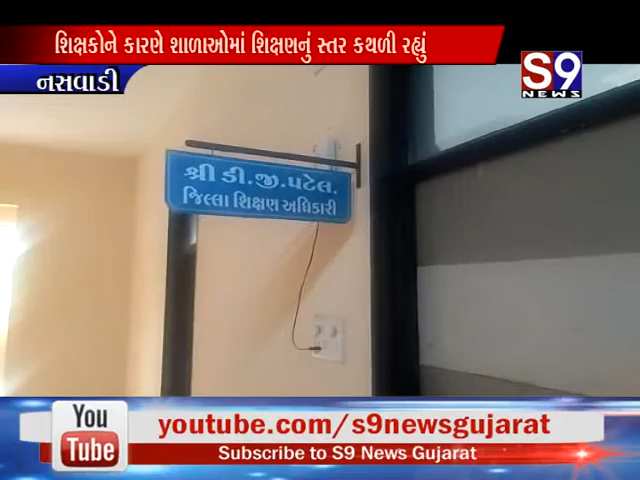 શિક્ષકોને કારણે શાળાઓમાં શિક્ષણનું સ્તર કથળી રહ્યું
નસવાડી
S9
NEWS
શ્રી ડી.જી.પટેલ.
જિલ્લા શિક્ષણ અધિકારી
You
Tube
youtube.com/s9newsgujarat
Subscribe to S9 News Gujarat